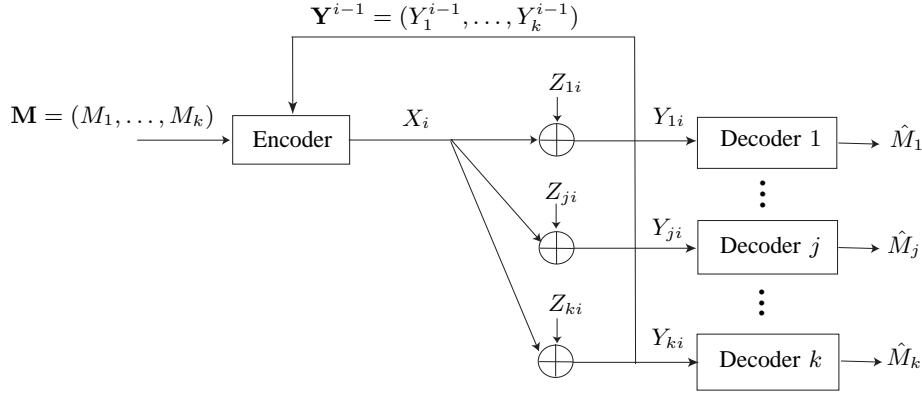 𝐘^{i−1} = (Y_1^{i−1}, . . . , Y_k^{i−1})
𝐌 = (M_1, . . . , M_k)
Encoder
X_i
Z_{1i}
Y_{1i}
Decoder 1
M̂_1
Z_{ji}
Y_{ji}
Decoder j
M̂_j
Z_{ki}
Y_{ki}
Decoder k
M̂_k